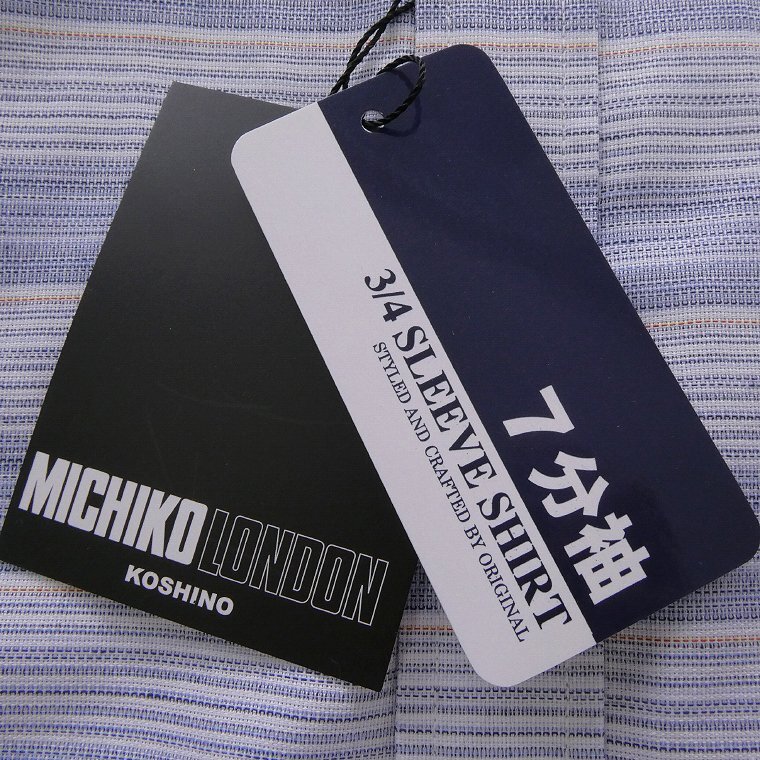 MICHIKO LONDON
KOSHINO
7分袖
3/4 SLEEVE SHIRT
STYLED AND CRAFTED BY ORIGINAL